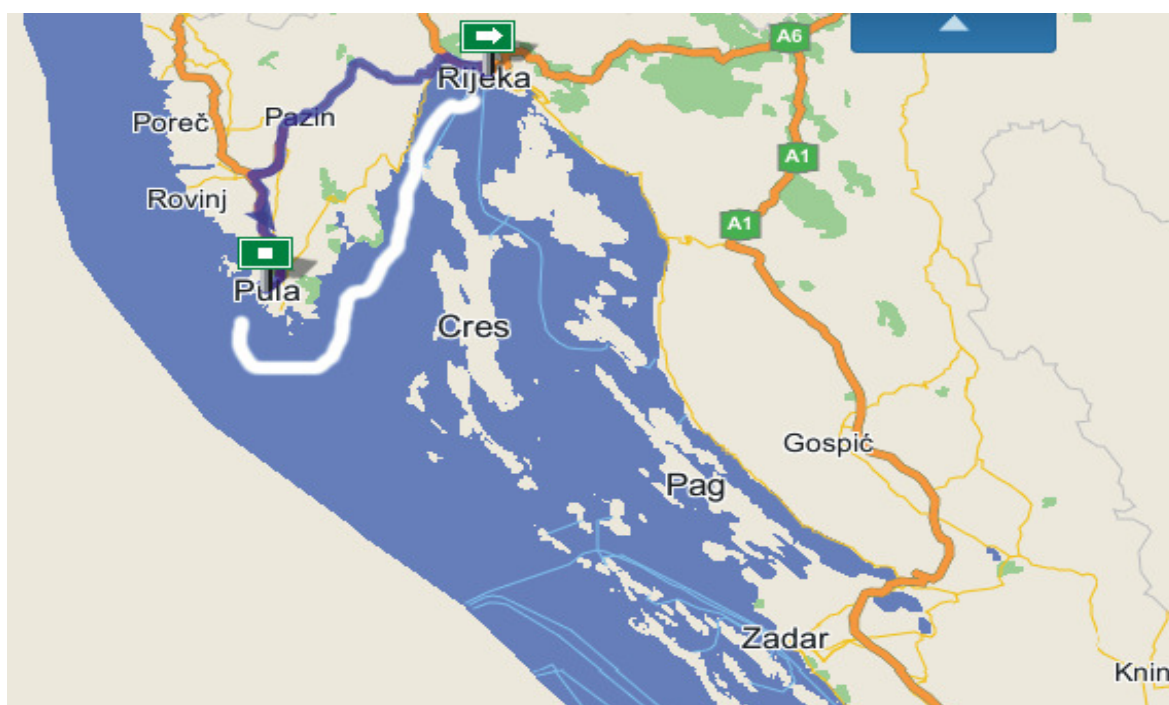 A6
Rijeka
Poreč
Pazin
A1
Rovinj
A1
Pula
Cres
Gospić
Pag
Zadar
Knin